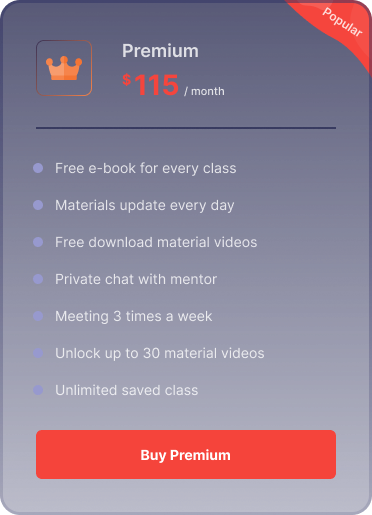 Popular
Premium
$115 / month
Free e-book for every class
Materials update every day
Free download material videos
Private chat with mentor
Meeting 3 times a week
Unlock up to 30 material videos
Unlimited saved class
Buy Premium